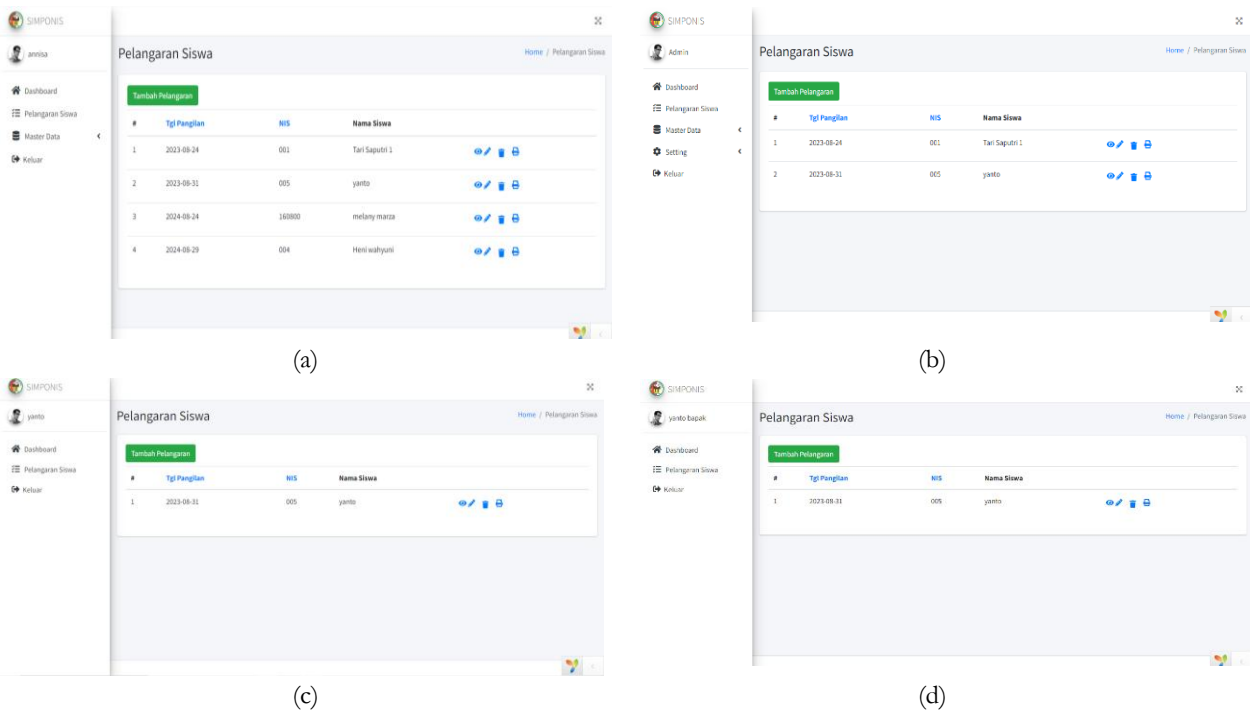 SIMPONIS
annisa
Dashboard
Pelangaran Siswa
Master Data
Keluar
Pelangaran Siswa
Home / Pelangaran Siswa
Tambah Pelangaran
# Tgl Pangilan NIS Nama Siswa
1 2023-08-24 001 Tari Saputri 1
2 2023-08-31 005 yanto
3 2024-08-24 160800 melany marza
4 2024-08-29 004 Heni wahyuni
(a)
SIMPONIS
Admin
Dashboard
Pelangaran Siswa
Master Data
Setting
Keluar
Pelangaran Siswa
Home / Pelangaran Siswa
Tambah Pelangaran
# Tgl Pangilan NIS Nama Siswa
1 2023-08-24 001 Tari Saputri 1
2 2023-08-31 005 yanto
(b)
SIMPONIS
yanto
Dashboard
Pelangaran Siswa
Keluar
Pelangaran Siswa
Home / Pelangaran Siswa
Tambah Pelangaran
# Tgl Pangilan NIS Nama Siswa
1 2023-08-31 005 yanto
(c)
SIMPONIS
yanto bapak
Dashboard
Pelangaran Siswa
Keluar
Pelangaran Siswa
Home / Pelangaran Siswa
Tambah Pelangaran
# Tgl Pangilan NIS Nama Siswa
1 2023-08-31 005 yanto
(d)